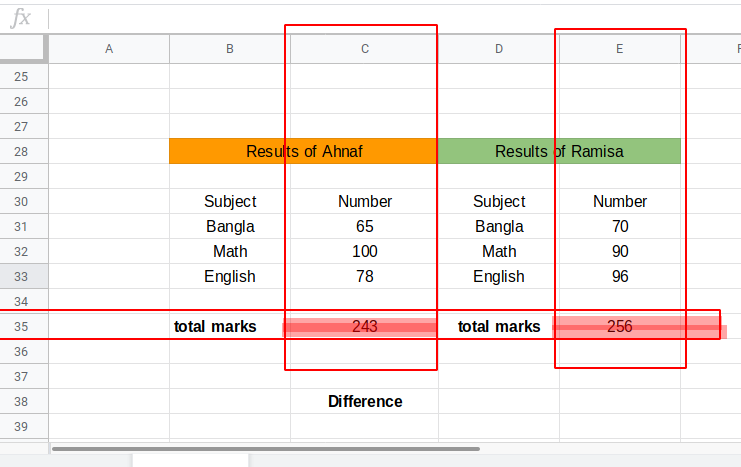 fx
A B C D E
25
26
27
28 Results of Ahnaf Results of Ramisa
29
30 Subject Number Subject Number
31 Bangla 65 Bangla 70
32 Math 100 Math 90
33 English 78 English 96
34
35 total marks 243 total marks 256
36
37
38 Difference
39